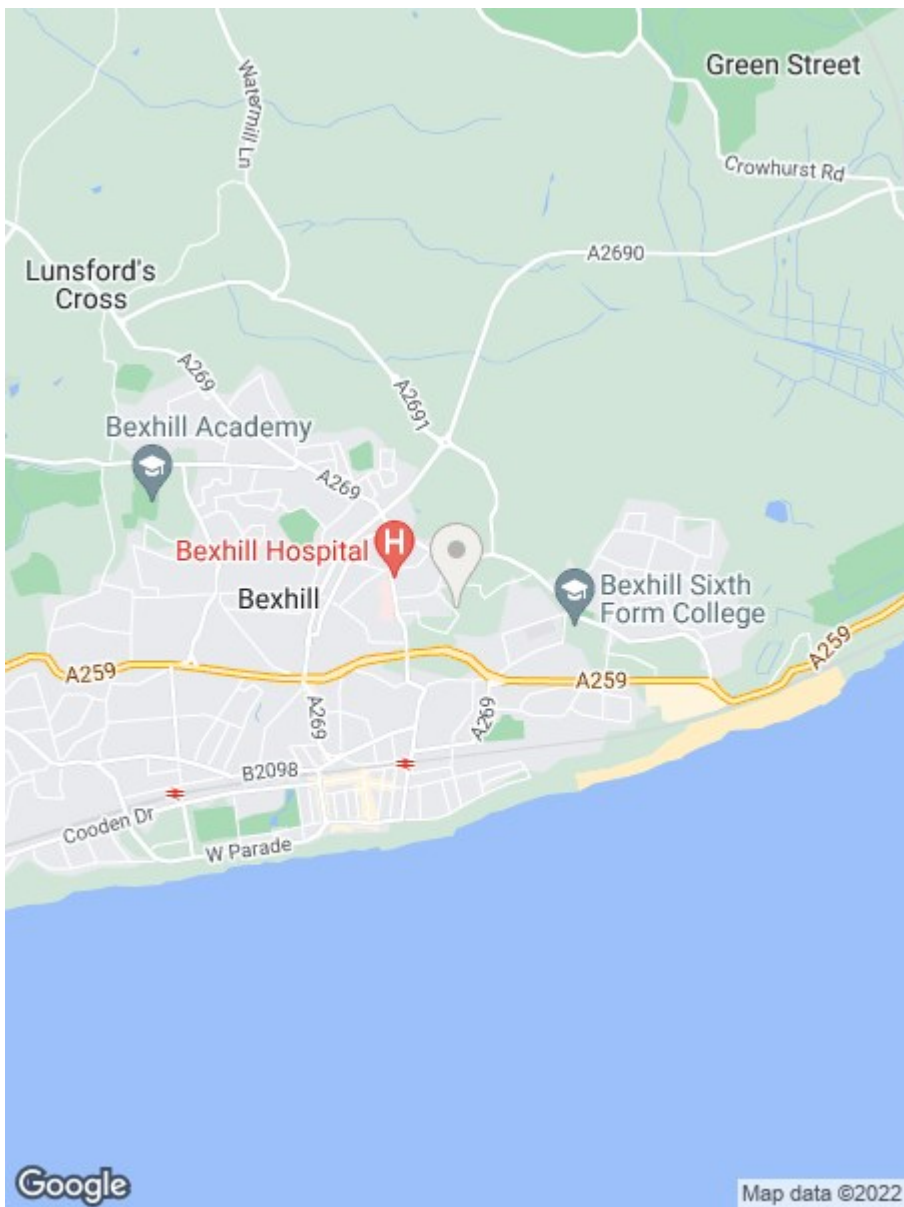 Green Street
Watermill Ln
Crowhurst Rd
A2690
Lunsford's
Cross
A269
A2691
Bexhill Academy
A269
Bexhill Hospital
H
Bexhill
Bexhill Sixth
Form College
A259
A259
A259
A269
A269
B2098
Cooden Dr
W Parade
Google
Map data ©2022